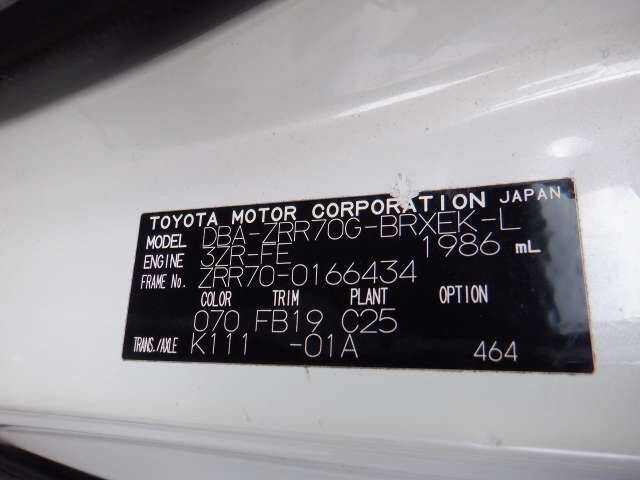 TOYOTA MOTOR CORPORATION JAPAN
MODEL DBA-ZRR70G-BRXEK-L
ENGINE 3ZR-FE 1986 mL
FRAME No. ZRR70-0166434
COLOR TRIM PLANT OPTION
070 FB19 C25
TRANS./AXLE K111 -01A 464